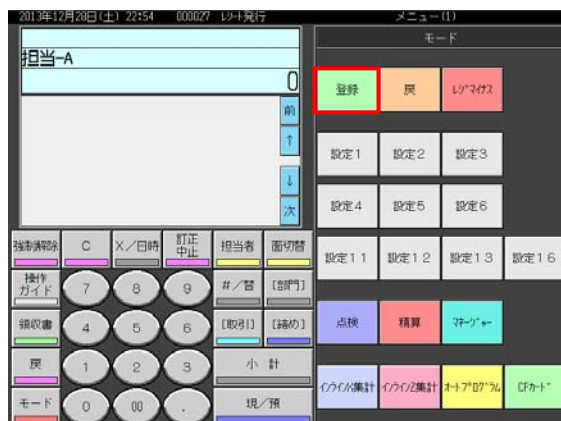 2013年12月28日(土) 22:54 000027 レシート発行 メニュー(1)
モード
担当-A
0
登録 戻 レジマイナス
前
↑
↓
次
設定1 設定2 設定3
設定4 設定5 設定6
設定11 設定12 設定13 設定16
強制解除 C ×／日時 訂正中止 担当者 面切替
操作ガイド 7 8 9 #／替 [部門]
領収書 4 5 6 [取引] [締め]
点検 精算 マネージャー
戻 1 2 3 小 計
モード 0 00 . 現／預
インラインX集計 インラインZ集計 オートプログラム CFカード